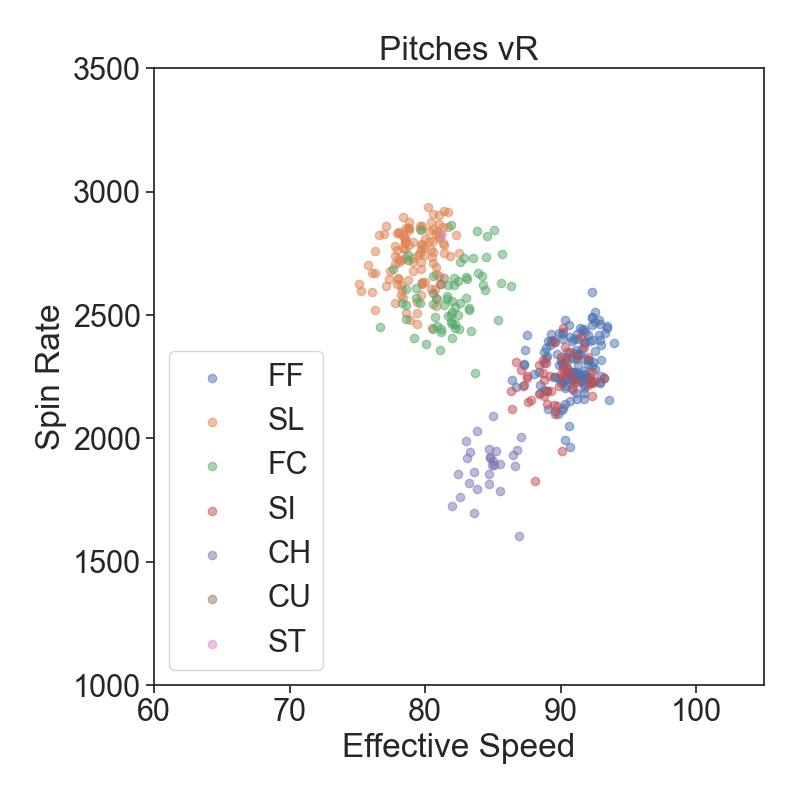 Pitches vR
3500
3000
2500
2000
1500
1000
Spin Rate
FF
SL
FC
SI
CH
CU
ST
60 70 80 90 100
Effective Speed